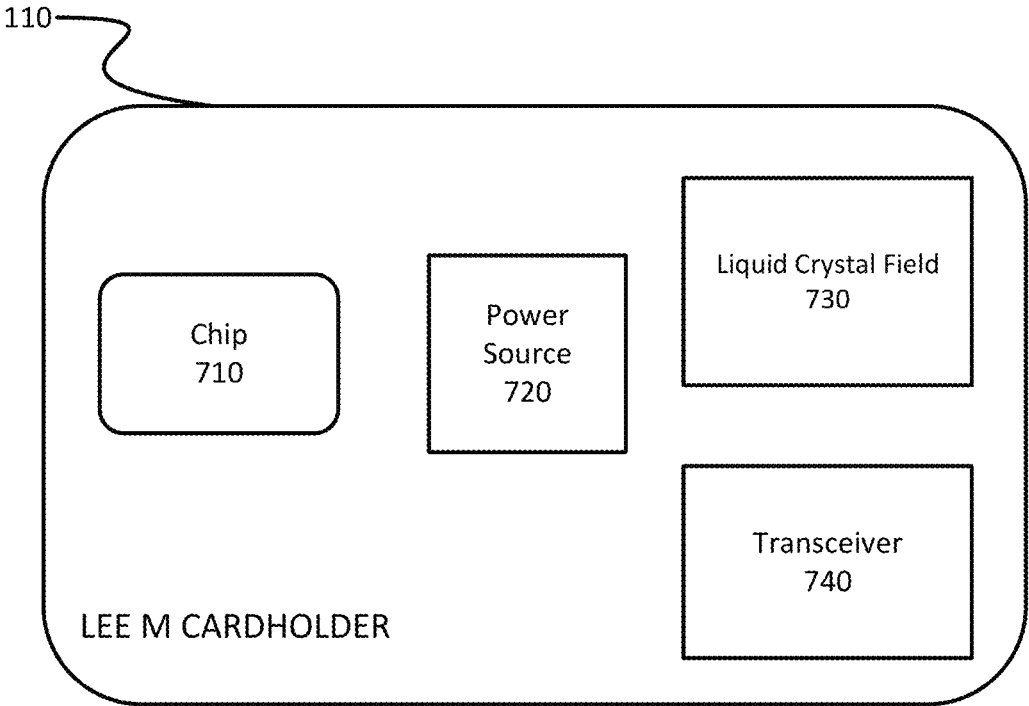 110
Liquid Crystal Field
730
Chip
710
Power
Source
720
Transceiver
740
LEE M CARDHOLDER